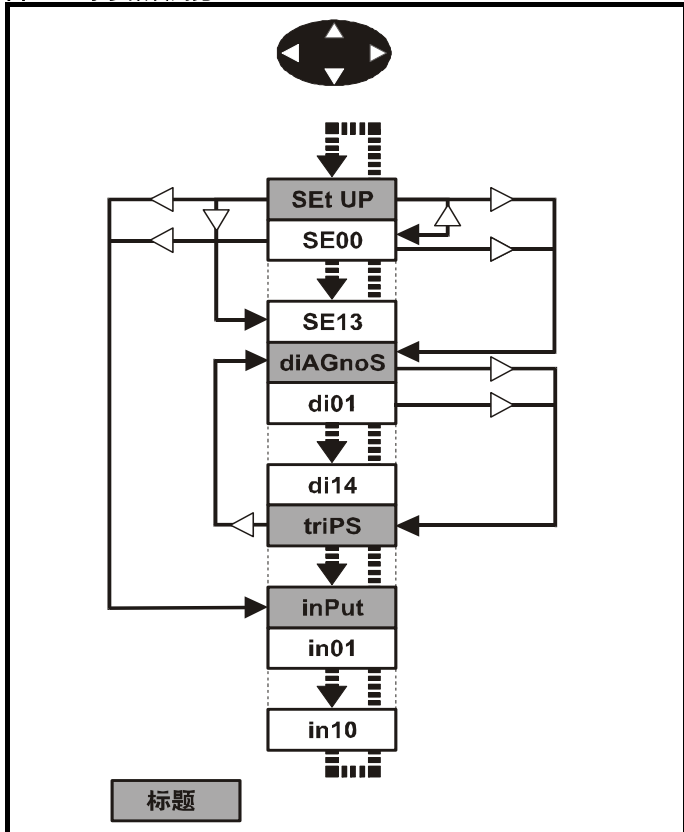 SEt UP
SE00
SE13
diAGnoS
di01
di14
triPS
inPut
in01
in10
标题